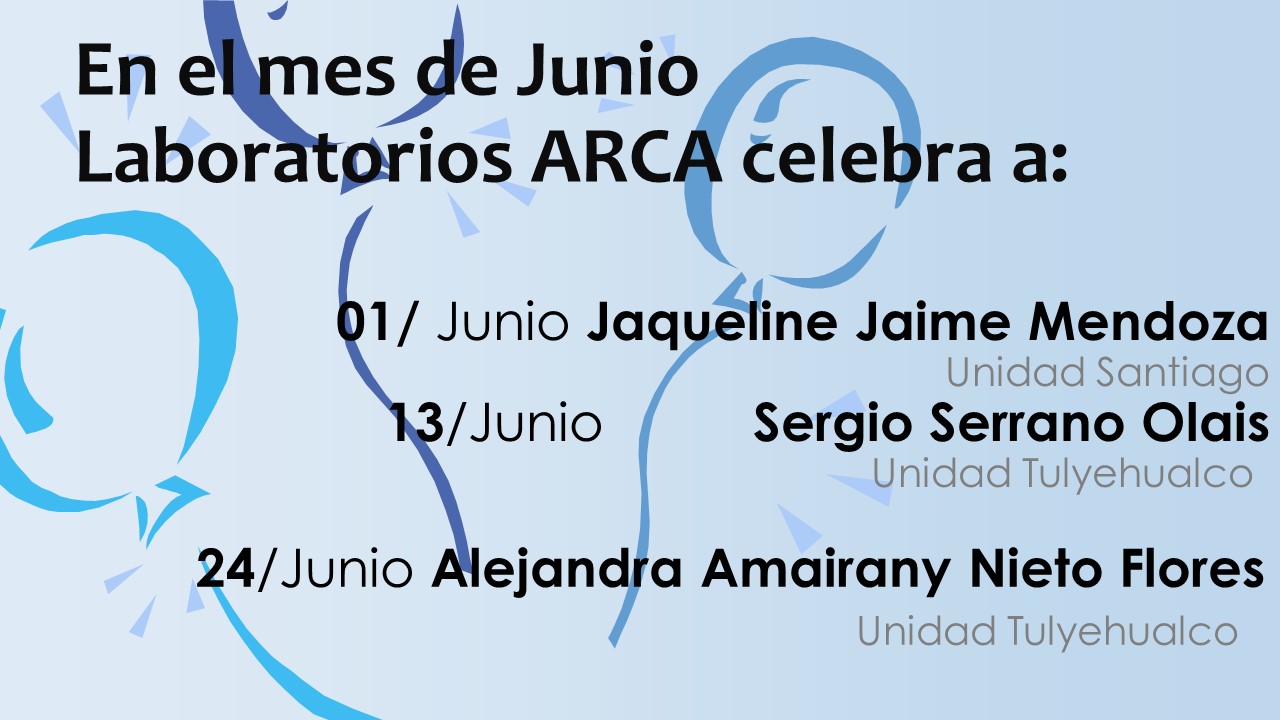 En el mes de Junio
Laboratorios ARCA celebra a:
01/ Junio Jaqueline Jaime Mendoza
Unidad Santiago
13/Junio Sergio Serrano Olais
Unidad Tulyehualco
24/Junio Alejandra Amairany Nieto Flores
Unidad Tulyehualco